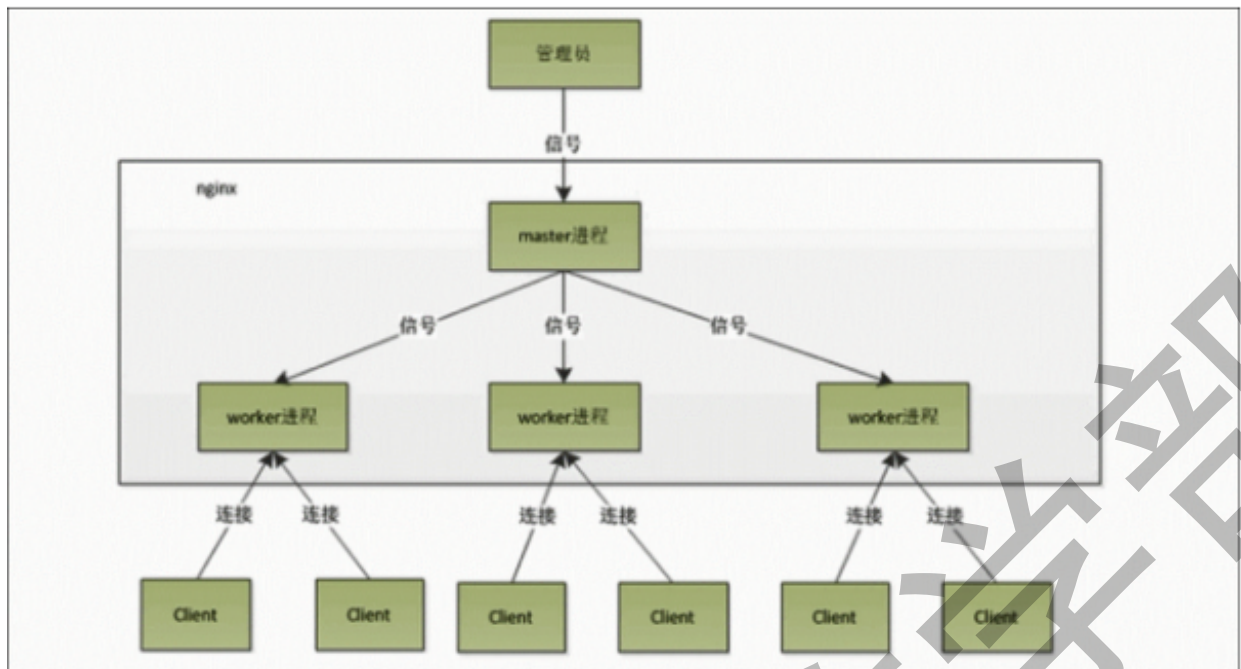 管理员
信号
nginx
master进程
信号 信号 信号
worker进程 worker进程 worker进程
连接 连接 连接 连接 连接 连接
Client Client Client Client Client Client
学部